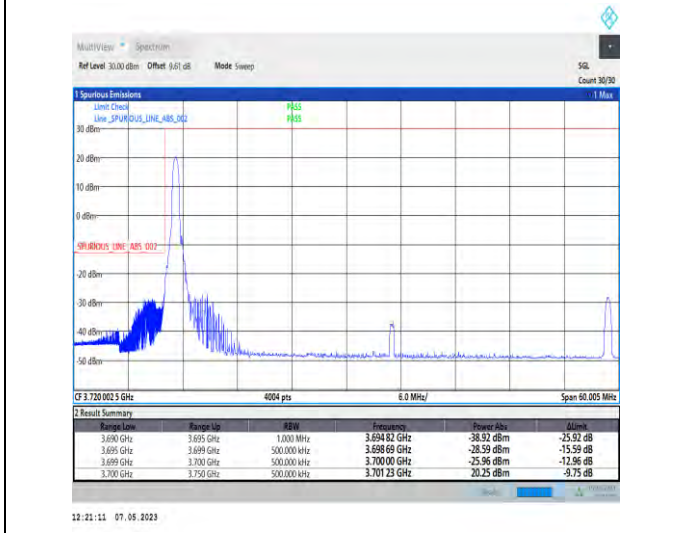 MultiView Spectrum
Ref Level 30.00 dBm Offset 9.61 dB Mode Sweep SGL
Count 30/30
1 Spurious Emissions 1 Max
Limit Check PASS
Line _SPURIOUS_LINE_ABS_002 PASS
30 dBm
20 dBm
10 dBm
0 dBm
_SPURIOUS_LINE_ABS_002
-20 dBm
-30 dBm
-40 dBm
-50 dBm
CF 3.720 002 5 GHz 4004 pts 6.0 MHz/ Span 60.005 MHz
2 Result Summary
Range Low Range Up RBW Frequency Power Abs ΔLimit
3.690 GHz 3.695 GHz 1.000 MHz 3.694 82 GHz -38.92 dBm -25.92 dB
3.695 GHz 3.699 GHz 500.000 kHz 3.698 69 GHz -28.59 dBm -15.59 dB
3.699 GHz 3.700 GHz 500.000 kHz 3.700 00 GHz -25.96 dBm -12.96 dB
3.700 GHz 3.750 GHz 500.000 kHz 3.701 23 GHz 20.25 dBm -9.75 dB
12:21:11 07.05.2023